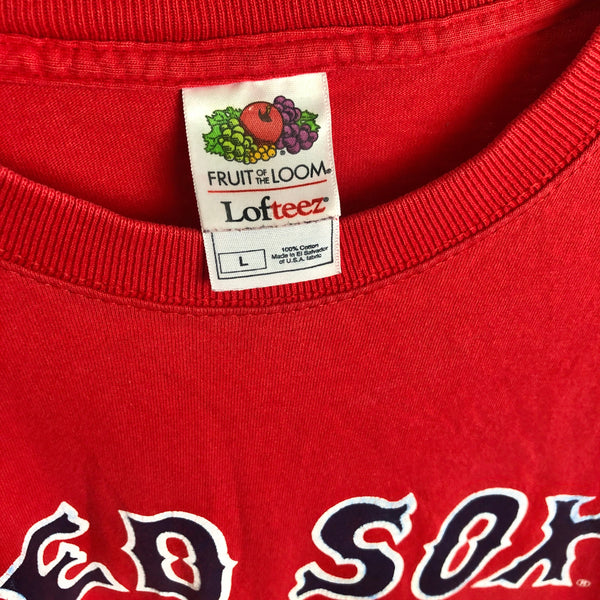 FRUIT OF THE LOOM®
Lofteez®
L
100% Cotton
Made in El Salvador
of U.S.A. fabric
ED SOX®